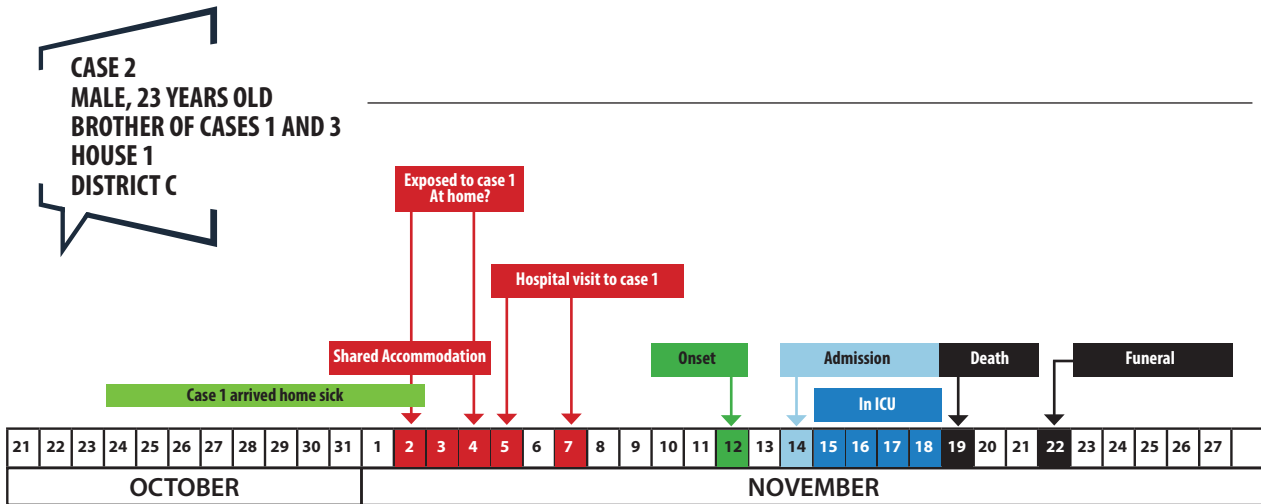 CASE 2
MALE, 23 YEARS OLD
BROTHER OF CASES 1 AND 3
HOUSE 1
DISTRICT C
Exposed to case 1
At home?
Hospital visit to case 1
Shared Accommodation
Onset
Admission
Death
Funeral
Case 1 arrived home sick
In ICU
21 22 23 24 25 26 27 28 29 30 31 1 2 3 4 5 6 7 8 9 10 11 12 13 14 15 16 17 18 19 20 21 22 23 24 25 26 27
OCTOBER NOVEMBER